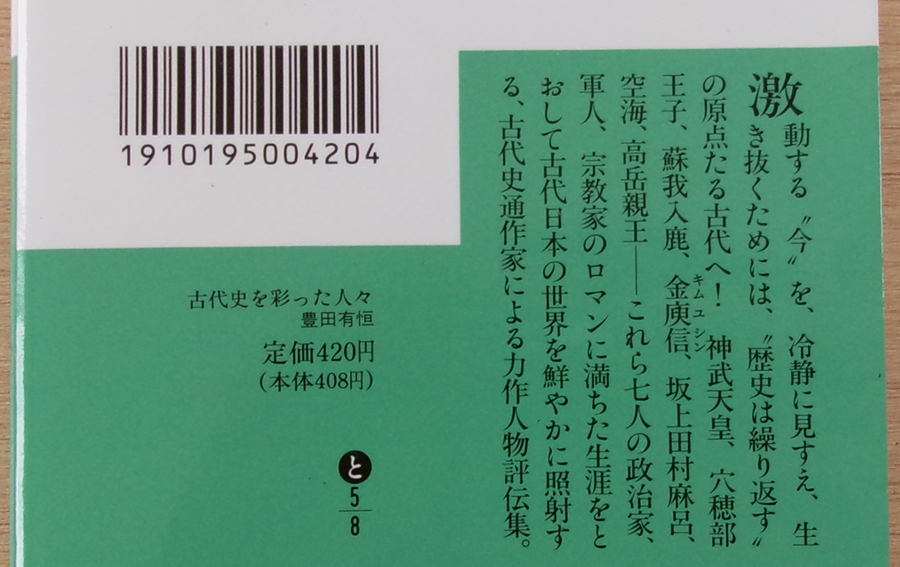 激動する〝今〟を、冷静に見すえ、生
き抜くためには、〝歴史は繰り返す〟
の原点たる古代へ！　神武天皇、穴穂部
王子、蘇我入鹿、金庾信、坂上田村麻呂、
キムユシン
空海、高岳親王――これら七人の政治家、
軍人、宗教家のロマンに満ちた生涯をと
おして古代日本の世界を鮮やかに照射す
る、古代史通作家による力作人物評伝集。
1910195004204
古代史を彩った人々
豊田有恒
定価420円
(本体408円)
と
5
8